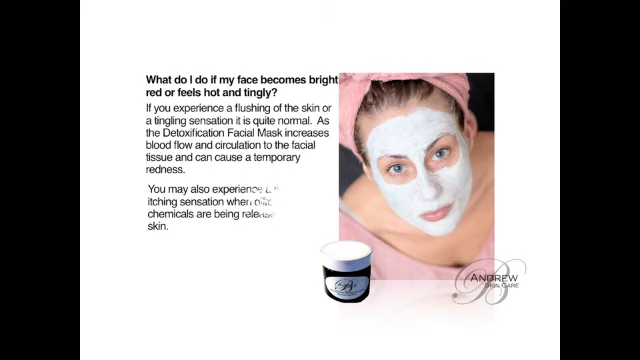 What do I do if my face becomes bright
red or feels hot and tingly?
If you experience a flushing of the skin or
a tingling sensation it is quite normal. As
the Detoxification Facial Mask increases
blood flow and circulation to the facial
tissue and can cause a temporary
redness.
You may also experience a
itching sensation when
chemicals are being release
skin.
ANDREW
SKIN CARE